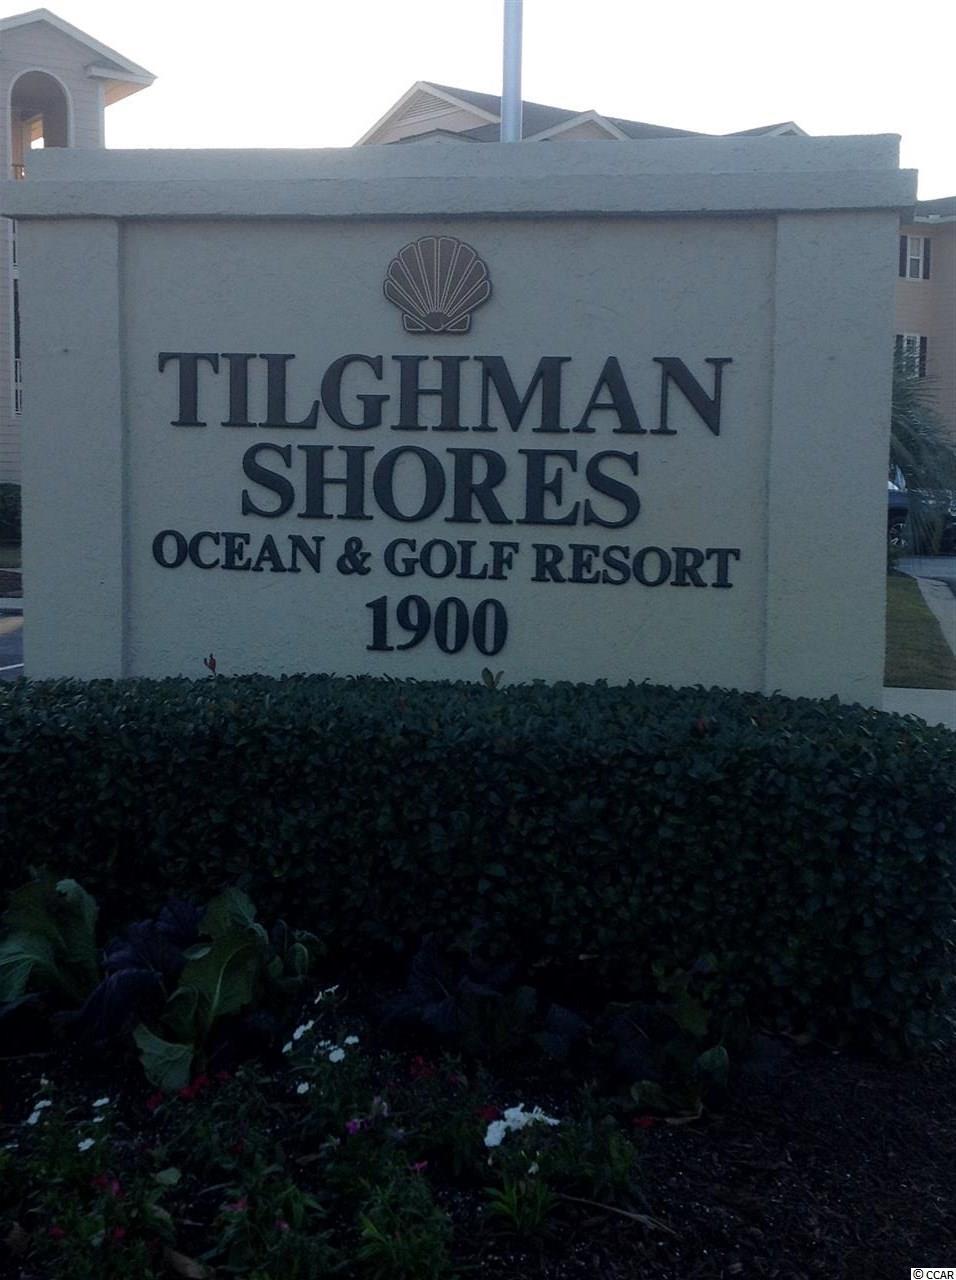 TILGHMAN
SHORES
OCEAN & GOLF RESORT
1900
© CCAR